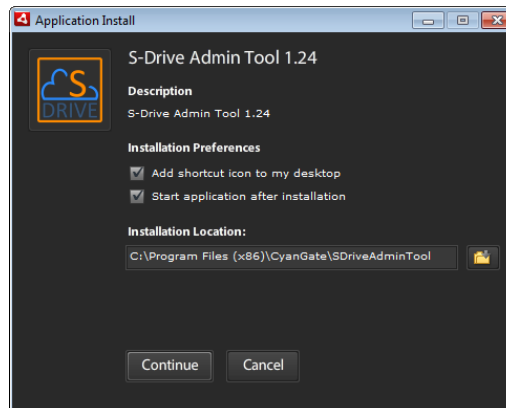 Application Install
S-Drive Admin Tool 1.24
Description
S-Drive Admin Tool 1.24
Installation Preferences
Add shortcut icon to my desktop
Start application after installation
Installation Location:
C:\Program Files (x86)\CyanGate\SDriveAdminTool
Continue Cancel
S
DRIVE